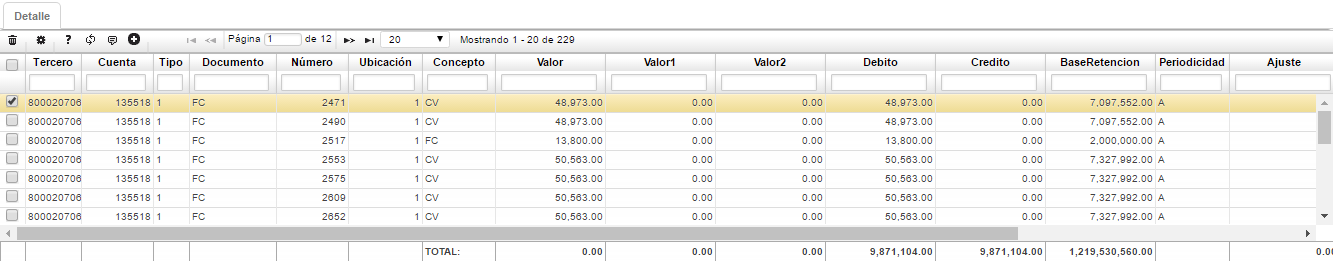 Detalle
Página 1 de 12 20 Mostrando 1 - 20 de 229
Tercero Cuenta Tipo Documento Número Ubicación Concepto Valor Valor1 Valor2 Debito Credito BaseRetencion Periodicidad Ajuste
800020706 135518 1 FC 2471 1 CV 48,973.00 0.00 0.00 48,973.00 0.00 7,097,552.00 A
800020706 135518 1 FC 2490 1 CV 48,973.00 0.00 0.00 48,973.00 0.00 7,097,552.00 A
800020706 135518 1 FC 2517 1 FC 13,800.00 0.00 0.00 13,800.00 0.00 2,000,000.00 A
800020706 135518 1 FC 2553 1 CV 50,563.00 0.00 0.00 50,563.00 0.00 7,327,992.00 A
800020706 135518 1 FC 2575 1 CV 50,563.00 0.00 0.00 50,563.00 0.00 7,327,992.00 A
800020706 135518 1 FC 2609 1 CV 50,563.00 0.00 0.00 50,563.00 0.00 7,327,992.00 A
800020706 135518 1 FC 2652 1 CV 50,563.00 0.00 0.00 50,563.00 0.00 7,327,992.00 A
TOTAL: 0.00 0.00 0.00 9,871,104.00 9,871,104.00 1,219,530,560.00 0.00